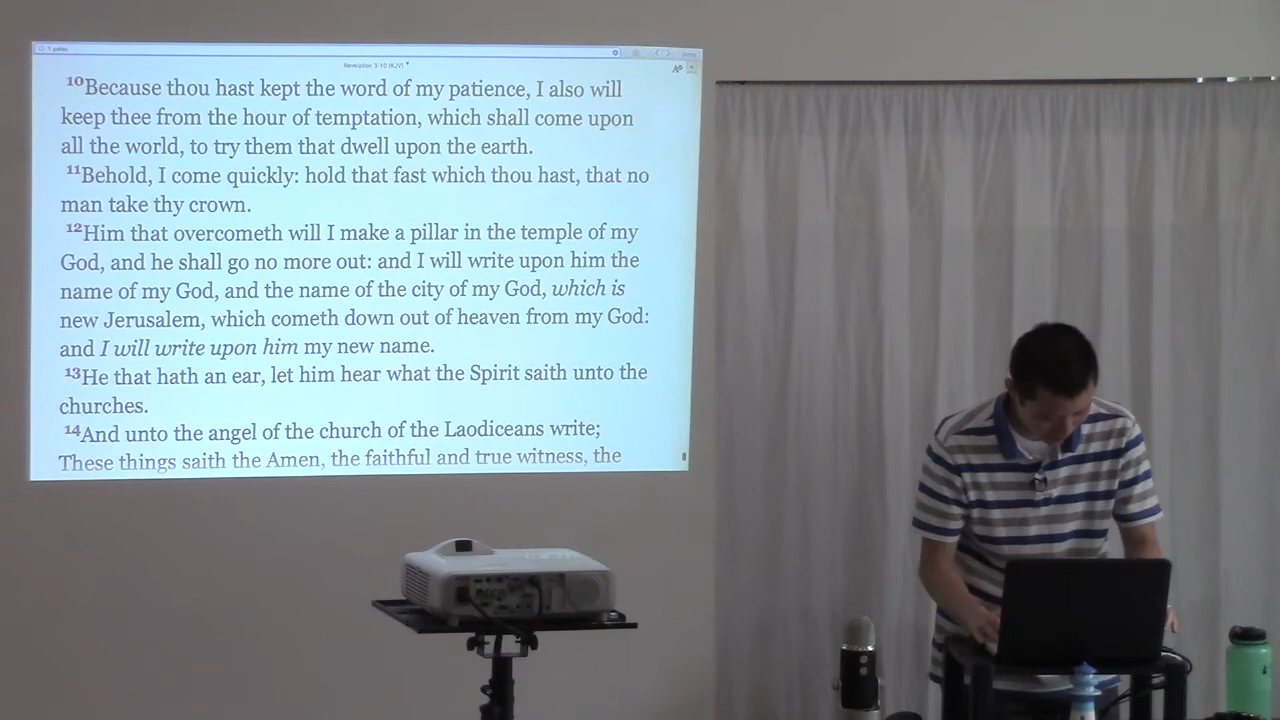 Revelation 3:10 (KJV)
10Because thou hast kept the word of my patience, I also will
keep thee from the hour of temptation, which shall come upon
all the world, to try them that dwell upon the earth.
11Behold, I come quickly: hold that fast which thou hast, that no
man take thy crown.
12Him that overcometh will I make a pillar in the temple of my
God, and he shall go no more out: and I will write upon him the
name of my God, and the name of the city of my God, which is
new Jerusalem, which cometh down out of heaven from my God:
and I will write upon him my new name.
13He that hath an ear, let him hear what the Spirit saith unto the
churches.
14And unto the angel of the church of the Laodiceans write;
These things saith the Amen, the faithful and true witness, the